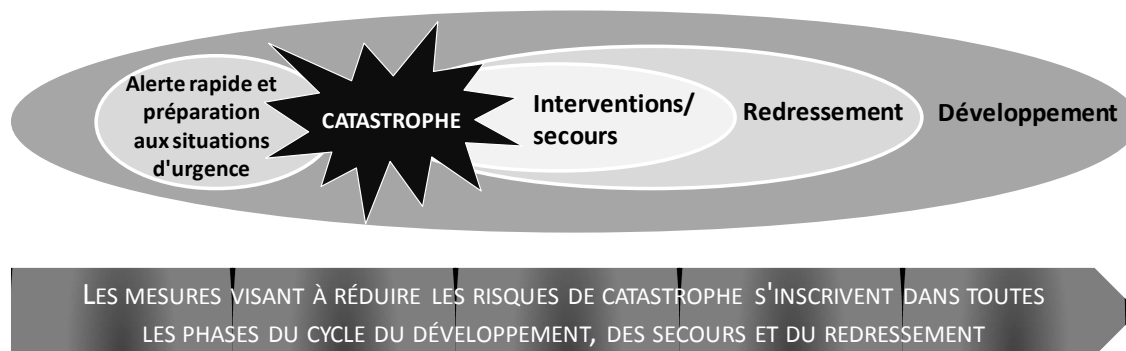 Alerte rapide et
préparation
aux situations
d'urgence
CATASTROPHE
Interventions/
secours
Redressement
Développement
LES MESURES VISANT À RÉDUIRE LES RISQUES DE CATASTROPHE S'INSCRIVENT DANS TOUTES
LES PHASES DU CYCLE DU DÉVELOPPEMENT, DES SECOURS ET DU REDRESSEMENT